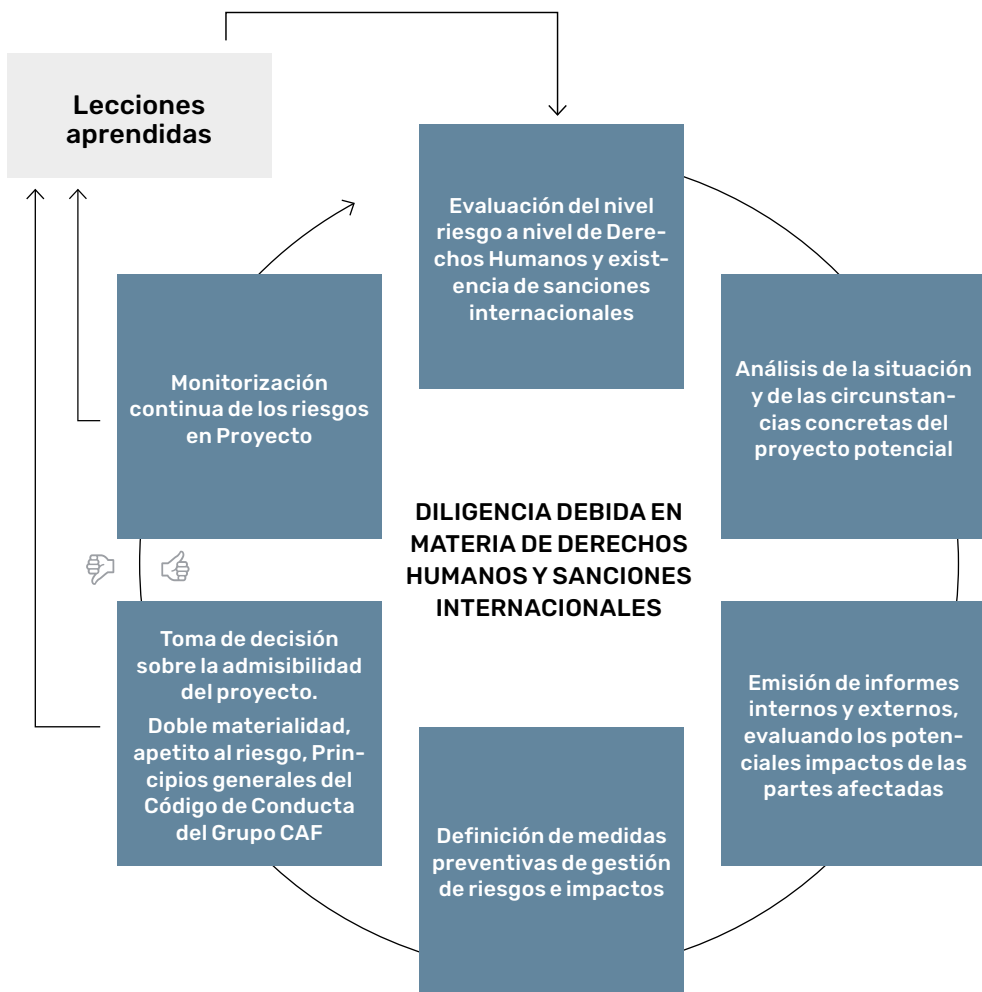 Lecciones
aprendidas
Evaluación del nivel
riesgo a nivel de Dere-
chos Humanos y exist-
encia de sanciones
internacionales
Análisis de la situación
y de las circunstan-
cias concretas del
proyecto potencial
Monitorización
continua de los riesgos
en Proyecto
DILIGENCIA DEBIDA EN
MATERIA DE DERECHOS
HUMANOS Y SANCIONES
INTERNACIONALES
Toma de decisión
sobre la admisibilidad
del proyecto.
Doble materialidad,
apetito al riesgo, Prin-
cipios generales del
Código de Conducta
del Grupo CAF
Emisión de informes
internos y externos,
evaluando los poten-
ciales impactos de las
partes afectadas
Definición de medidas
preventivas de gestión
de riesgos e impactos